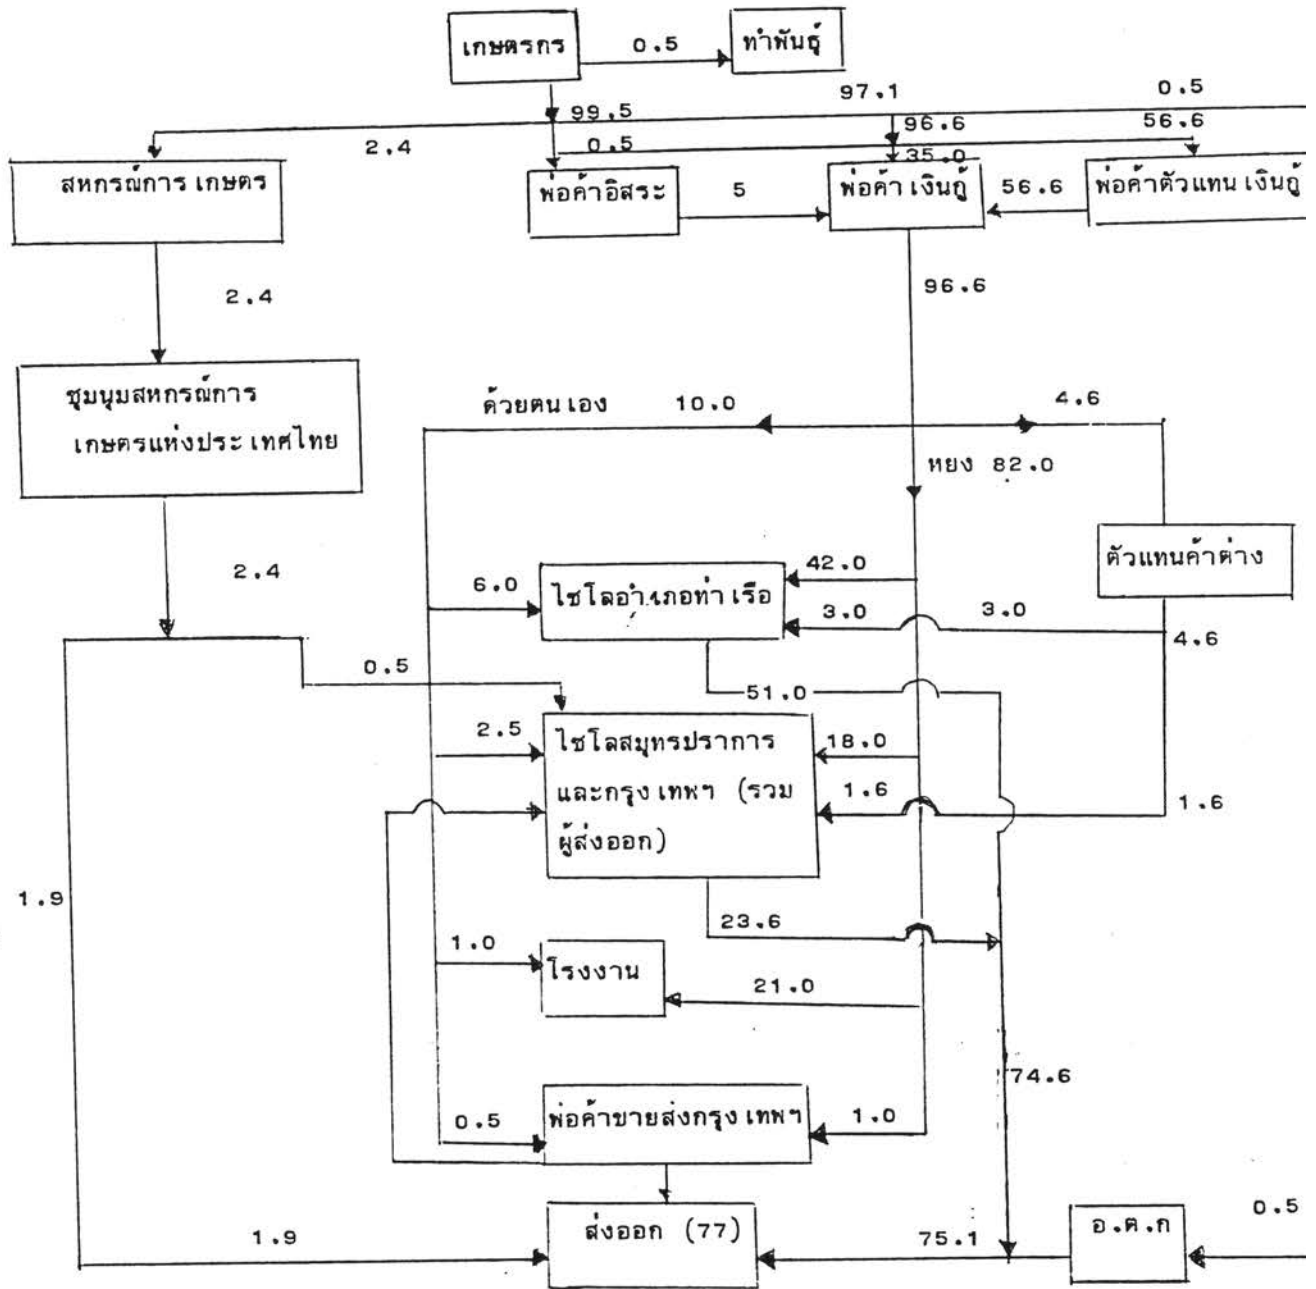 เกษตรกร
0.5
ทำพันธุ์
99.5
97.1
0.5
2.4
0.5
96.6
56.6
35.0
สหกรณ์การเกษตร
พ่อค้าอิสระ
5
พ่อค้าเงินกู้
56.6
พ่อค้าตัวแทนเงินกู้
2.4
96.6
ชุมนุมสหกรณ์การ
เกษตรแห่งประเทศไทย
ด้วยตนเอง
10.0
4.6
หยง 82.0
ตัวแทนค้าต่าง
2.4
6.0
ไซโลอำเภอท่าเรือ
42.0
3.0
3.0
4.6
0.5
51.0
2.5
ไซโลสมุทรปราการ
และกรุงเทพฯ (รวม
ผู้ส่งออก)
18.0
1.6
1.6
1.9
23.6
1.0
โรงงาน
21.0
74.6
0.5
พ่อค้าขายส่งกรุงเทพฯ
1.0
1.9
ส่งออก (77)
75.1
อ.ต.ก
0.5